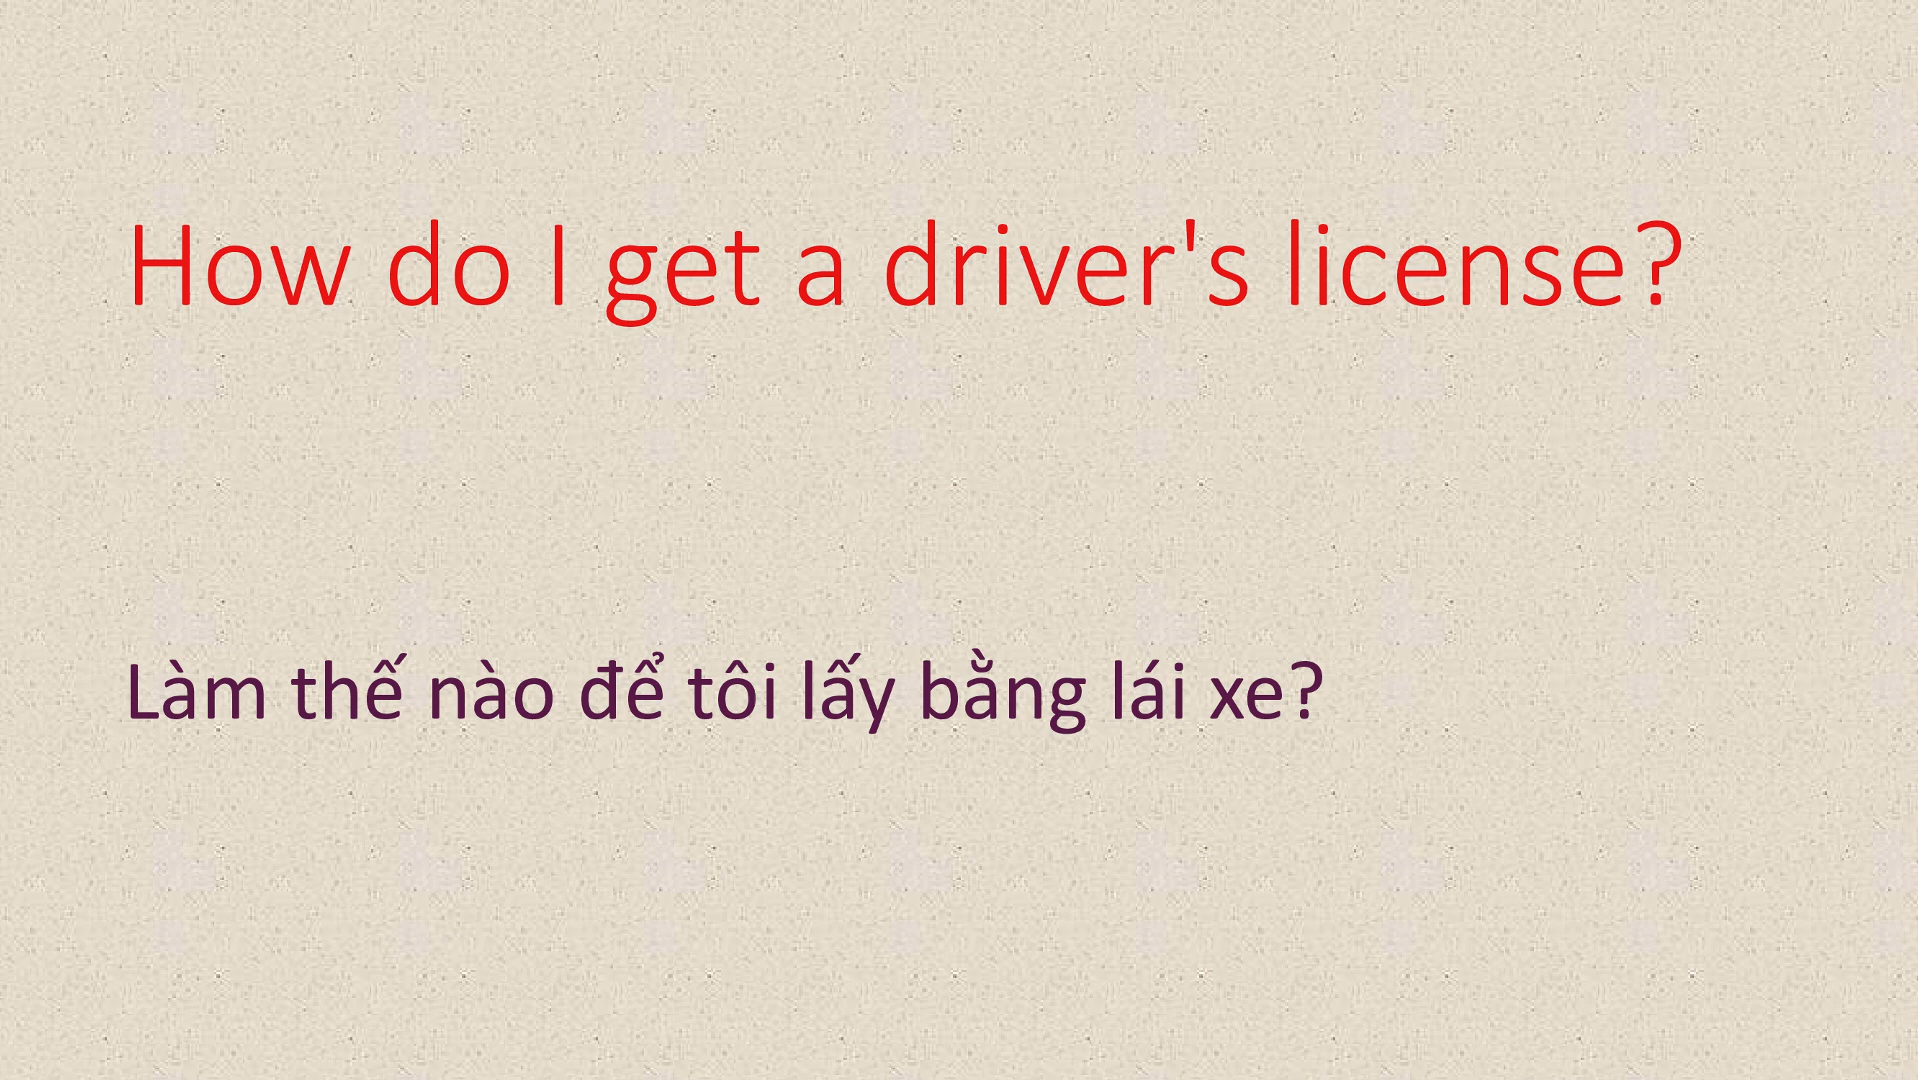 How do I get a driver's license?
Làm thế nào để tôi lấy bằng lái xe?